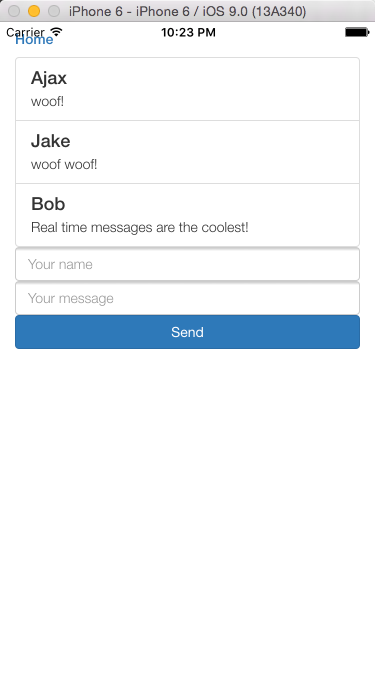 iPhone 6 - iPhone 6 / iOS 9.0 (13A340)
Carrier 10:23 PM
Home
Ajax
woof!
Jake
woof woof!
Bob
Real time messages are the coolest!
Your name
Your message
Send